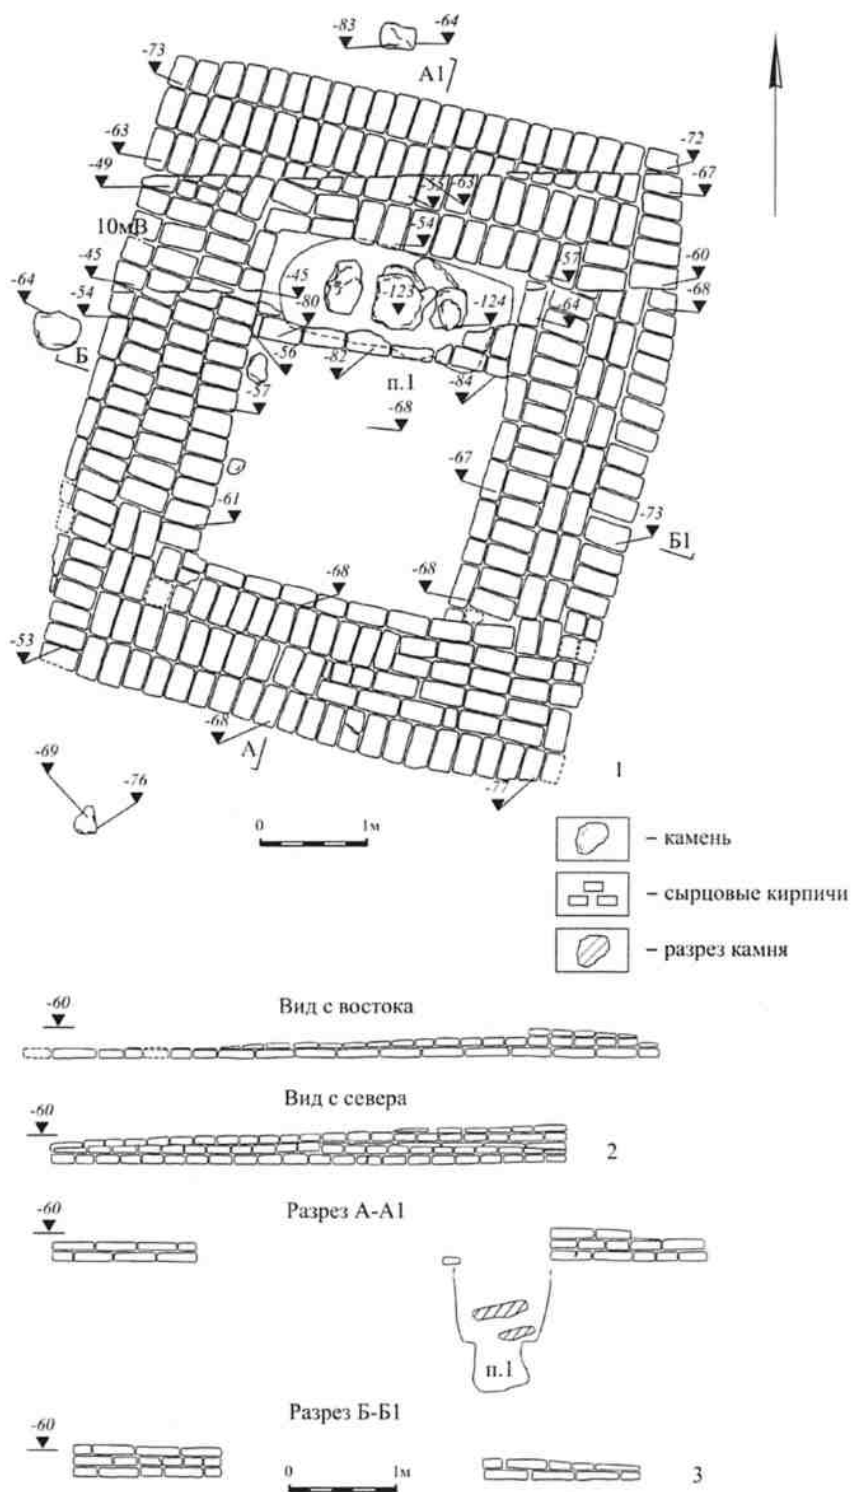 -83
-64
-73
А1
-63
-72
-49
-67
-55
-63
10мВ
-54
-45
-57
-60
-64
-54
-45
-123
-124
-64
-68
-80
Б
-56
-82
п.1
-84
-57
-68
-67
-61
-73
Б1
-68
-68
-53
-68
А
-69
-76
-77
1
0 1м
– камень
– сырцовые кирпичи
– разрез камня
Вид с востока
-60
Вид с севера
-60
2
Разрез А-А1
-60
п.1
Разрез Б-Б1
-60
0 1м
3